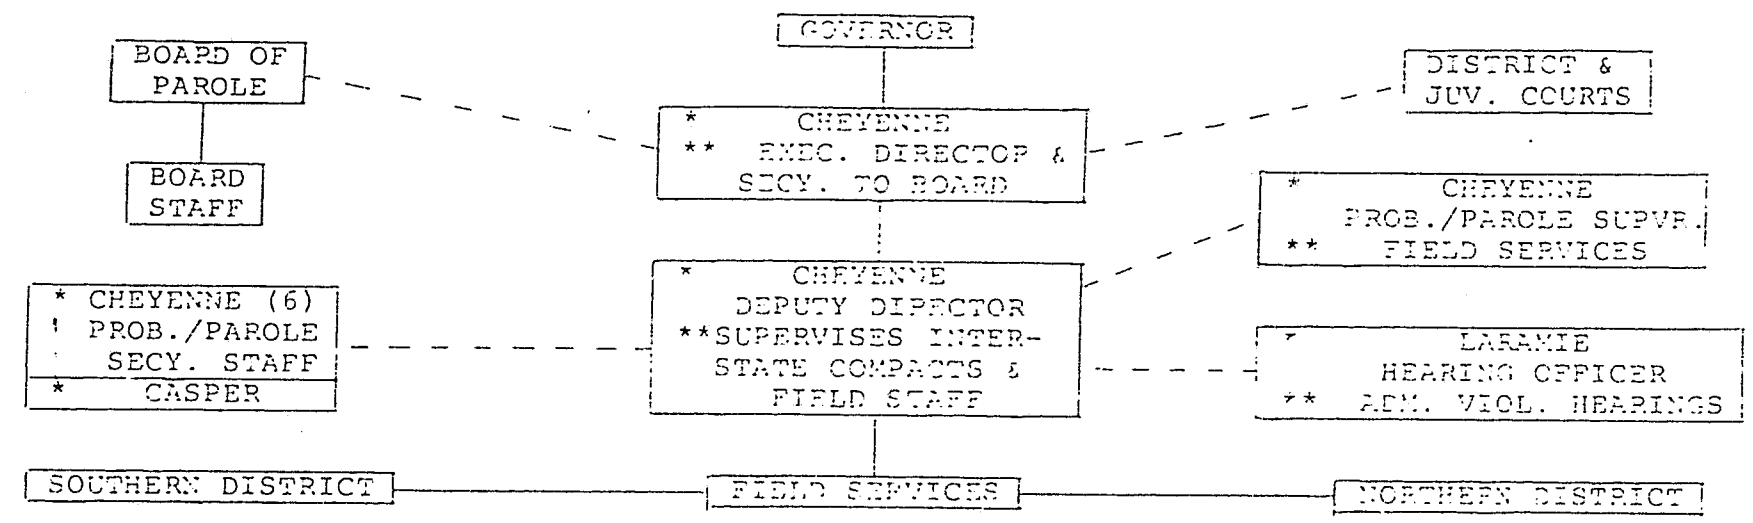 GOVERNOR
BOARD OF
PAROLE
DISTRICT &
JUV. COURTS
* CHEYENNE
** EXEC. DIRECTOR &
SECY. TO BOARD
BOARD
STAFF
* CHEYENNE
PROB./PAROLE SUPVR.
** FIELD SERVICES
* CHEYENNE
DEPUTY DIRECTOR
**SUPERVISES INTER-
STATE COMPACTS &
FIELD STAFF
* CHEYENNE (6)
PROB./PAROLE
SECY. STAFF
* CASPER
* LARAMIE
HEARING OFFICER
** ADM. VIOL. HEARINGS
SOUTHERN DISTRICT
FIELD SERVICES
NORTHERN DISTRICT